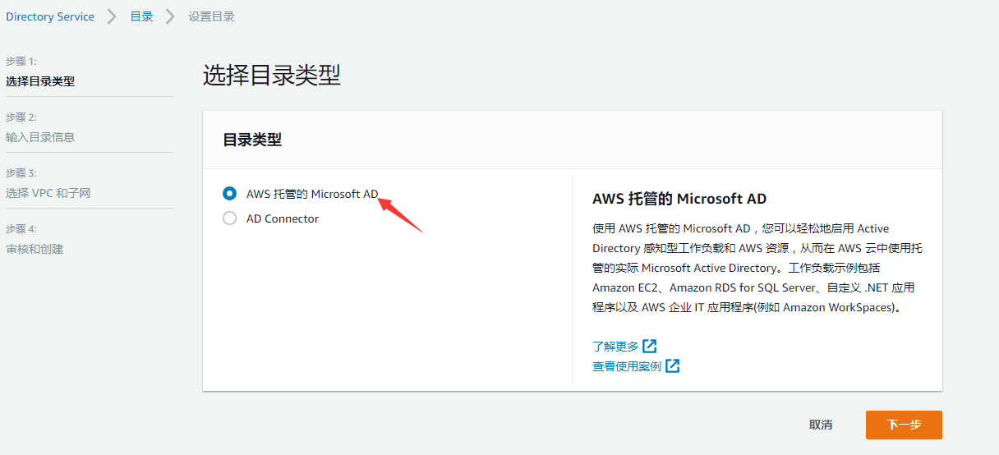 Directory Service 目录 设置目录
步骤 1:
选择目录类型
步骤 2:
输入目录信息
步骤 3:
选择 VPC 和子网
步骤 4:
审核和创建
选择目录类型
目录类型
AWS 托管的 Microsoft AD
AD Connector
AWS 托管的 Microsoft AD
使用 AWS 托管的 Microsoft AD，您可以轻松地启用 Active
Directory 感知型工作负载和 AWS 资源，从而在 AWS 云中使用托
管的实际 Microsoft Active Directory。工作负载示例包括
Amazon EC2、Amazon RDS for SQL Server、自定义 .NET 应用
程序以及 AWS 企业 IT 应用程序(例如 Amazon WorkSpaces)。
了解更多
查看使用案例
取消
下一步